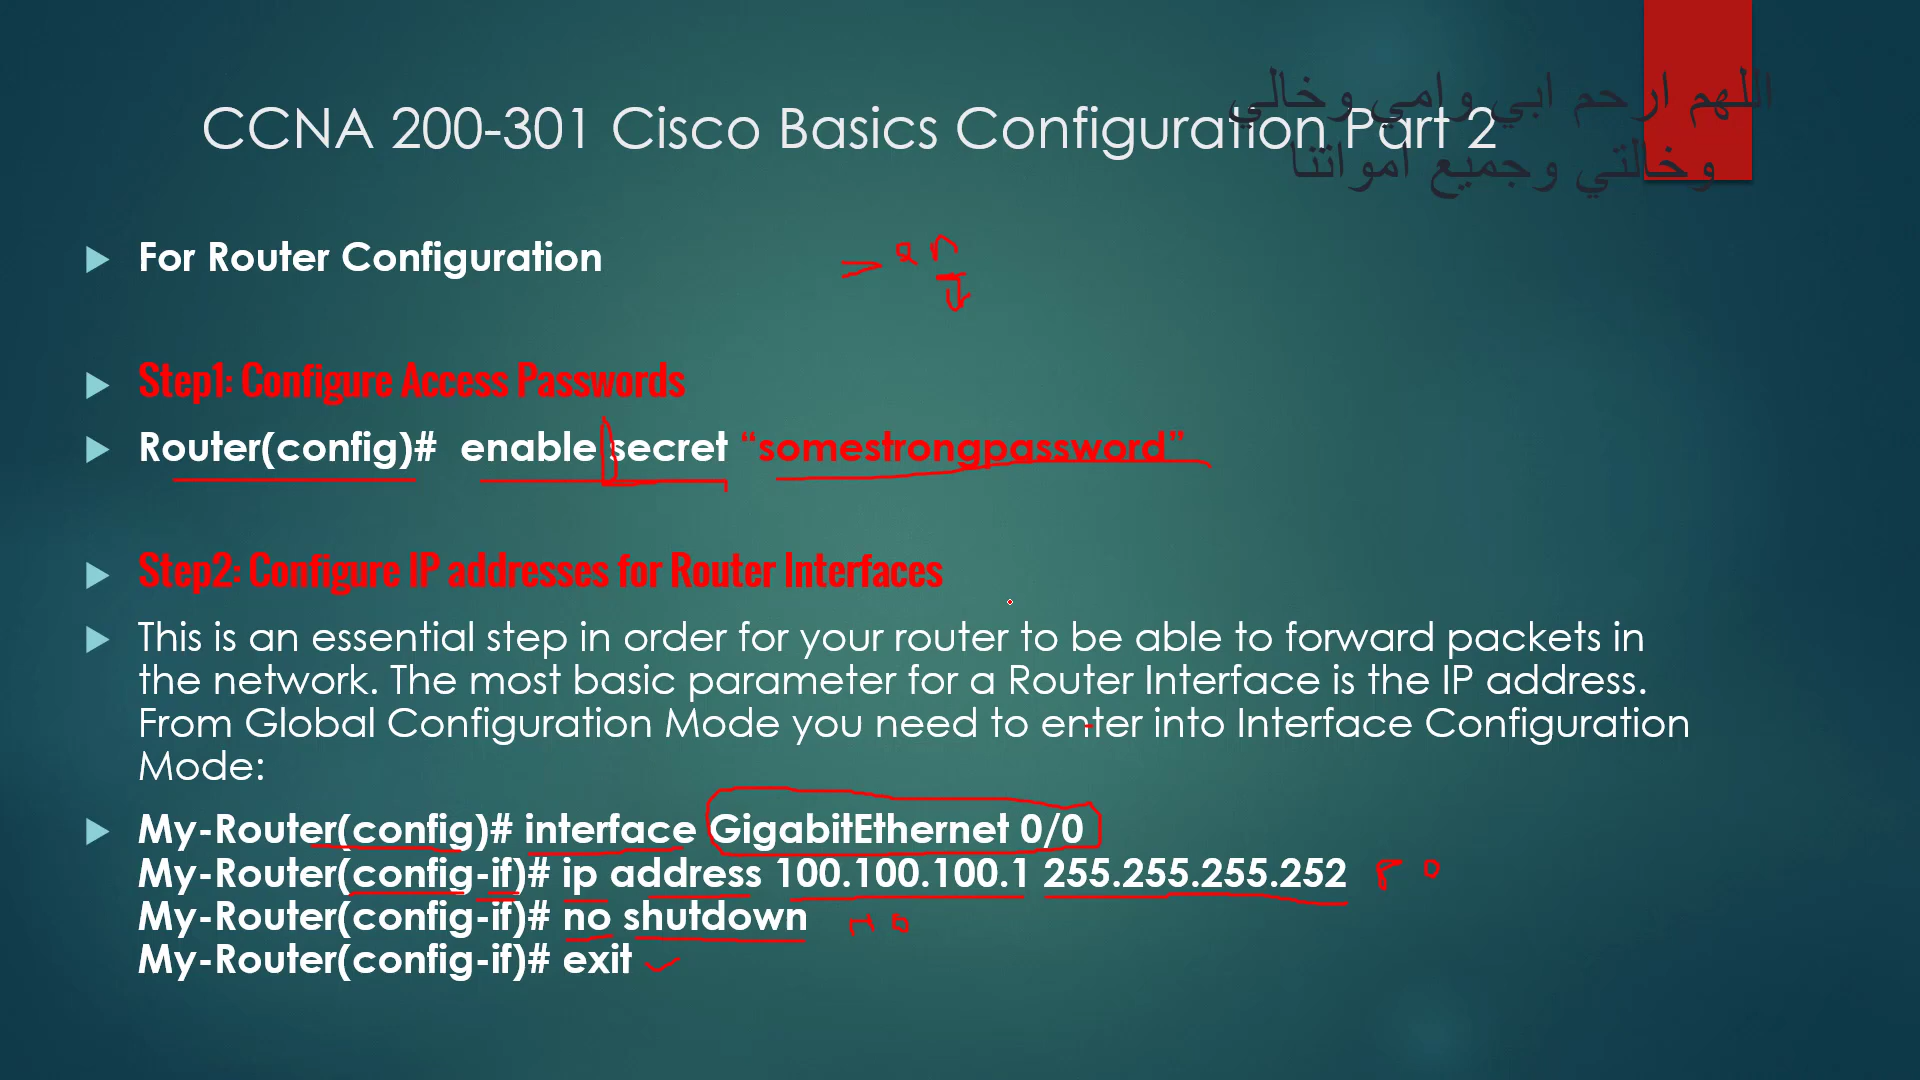 اللهم ارحم ابي وامي وخالي
وخالتي وجميع امواتنا
CCNA 200-301 Cisco Basics Configuration Part 2
For Router Configuration
> en
Step1: Configure Access Passwords
Router(config)# enable secret “somestrongpassword”
Step2: Configure IP addresses for Router Interfaces
This is an essential step in order for your router to be able to forward packets in
the network. The most basic parameter for a Router Interface is the IP address.
From Global Configuration Mode you need to enter into Interface Configuration
Mode:
My-Router(config)# interface GigabitEthernet 0/0
My-Router(config-if)# ip address 100.100.100.1 255.255.255.252
My-Router(config-if)# no shutdown
My-Router(config-if)# exit